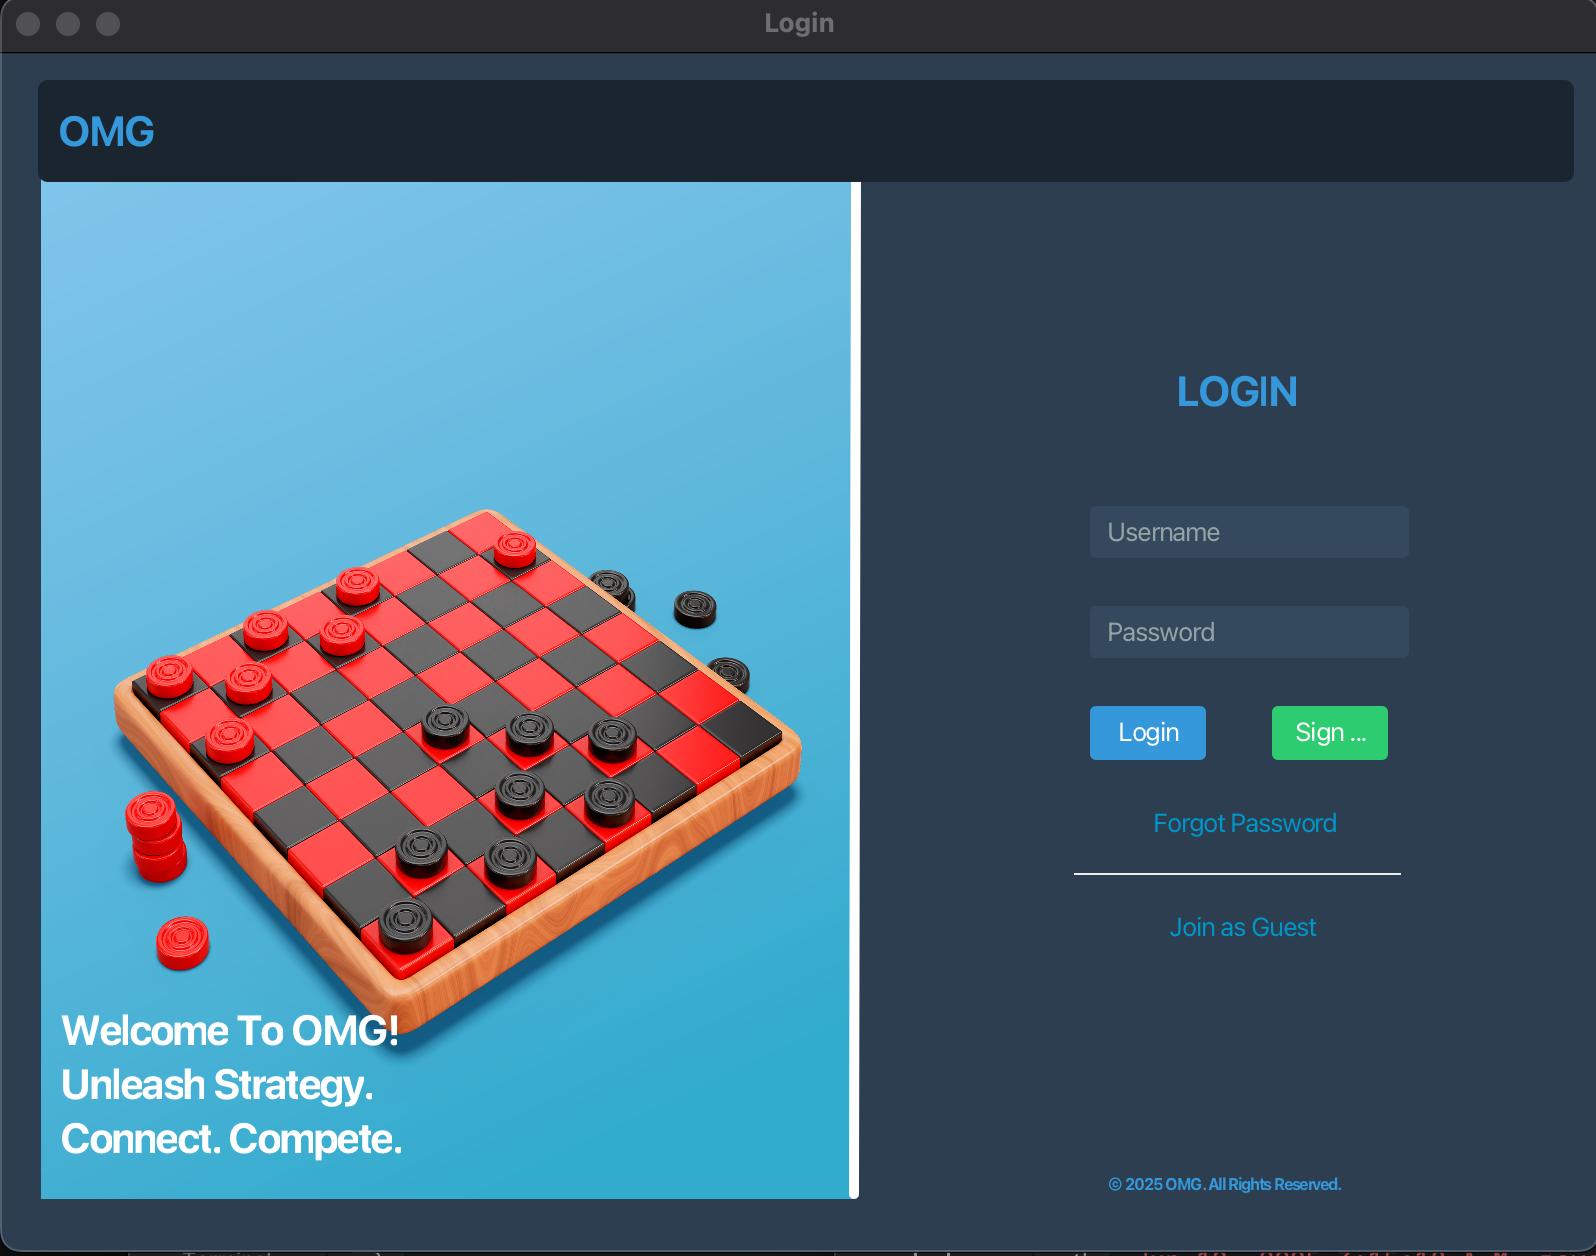 Login
OMG
LOGIN
Username
Password
Login
Sign ...
Forgot Password
Join as Guest
Welcome To OMG!
Unleash Strategy.
Connect. Compete.
© 2025 OMG. All Rights Reserved.